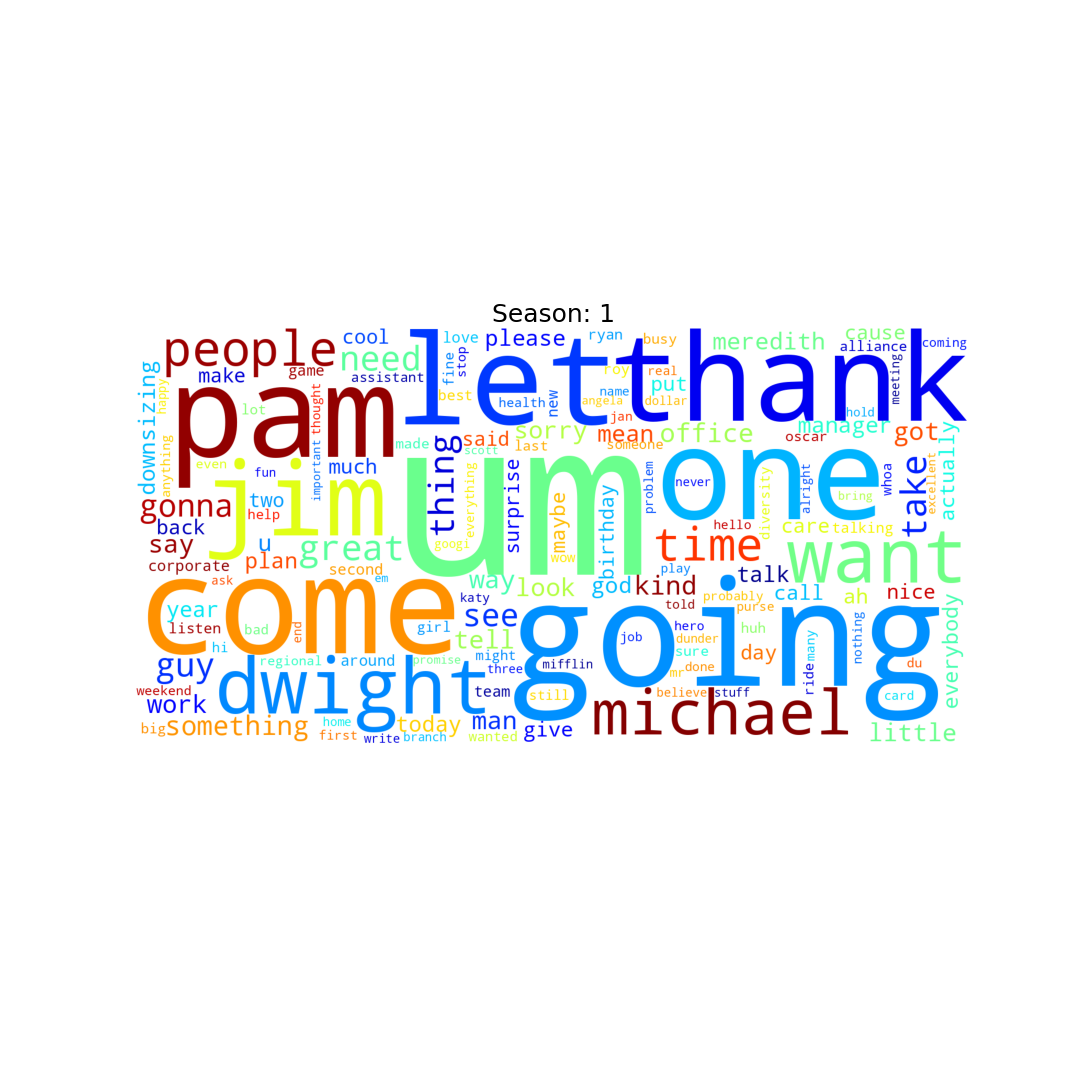 Season: 1
people
cool
love
please
ryan
busy
meredith
cause
coming
alliance
let
thank
need
make
game
assistant
fine
stop
roy
real
put
meeting
downsizing
happy
pam
lot
thought
best
health
new
name
angela
dollar
jan
hold
manager
oscar
got
actually
anything
even
fun
important
made
much
said
scott
last
sorry
mean
someone
office
jim
thing
um
one
never
problem
diversity
alright
bring
whoa
take
excellent
gonna
two
help
everything
surprise
maybe
birthday
hello
care
talking
back
u
say
plan
great
googi
wow
time
want
corporate
ask
second
em
way
look
god
kind
play
talk
call
ah
nice
come
year
listen
hi
bad
end
girl
katy
see
tell
going
told
probably
purse
hero
job
dunder
sure
huh
day
many
nothing
everybody
du
guy
regional
around
promise
might
three
mifflin
mr
done
ride
card
weekend
work
dwight
team
still
believe
stuff
michael
big
something
home
first
write
today
branch
man
wanted
give
little